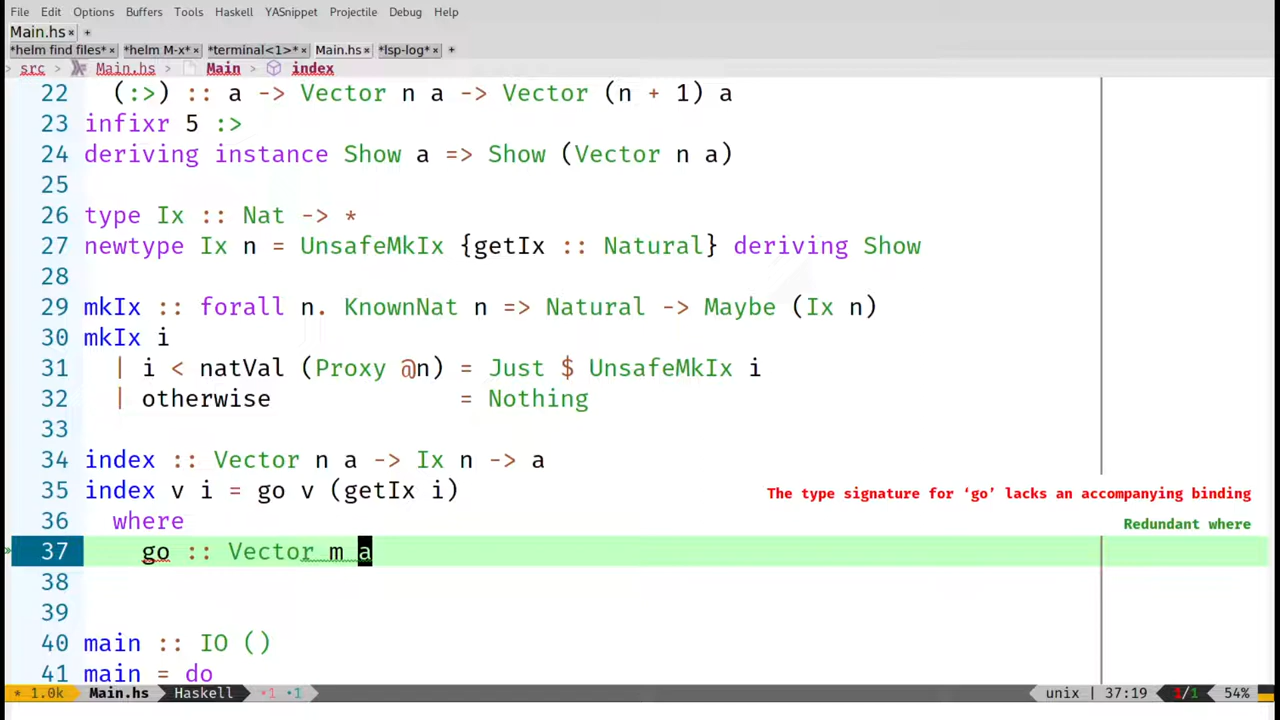 File Edit Options Buffers Tools Haskell YASnippet Projectile Debug Help
Main.hs × +
*helm find files* × *helm M-x* × *terminal<1>* × Main.hs × *lsp-log* × +
> src > Main.hs > Main > index
22 (:>) :: a -> Vector n a -> Vector (n + 1) a
23 infixr 5 :>
24 deriving instance Show a => Show (Vector n a)
25
26 type Ix :: Nat -> *
27 newtype Ix n = UnsafeMkIx {getIx :: Natural} deriving Show
28
29 mkIx :: forall n. KnownNat n => Natural -> Maybe (Ix n)
30 mkIx i
31 | i < natVal (Proxy @n) = Just $ UnsafeMkIx i
32 | otherwise = Nothing
33
34 index :: Vector n a -> Ix n -> a
35 index v i = go v (getIx i)
The type signature for ‘go’ lacks an accompanying binding
36 where
Redundant where
37 go :: Vector m a
38
39
40 main :: IO ()
41 main = do
* 1.0k Main.hs Haskell •1 •1 unix | 37:19 1/1 54%